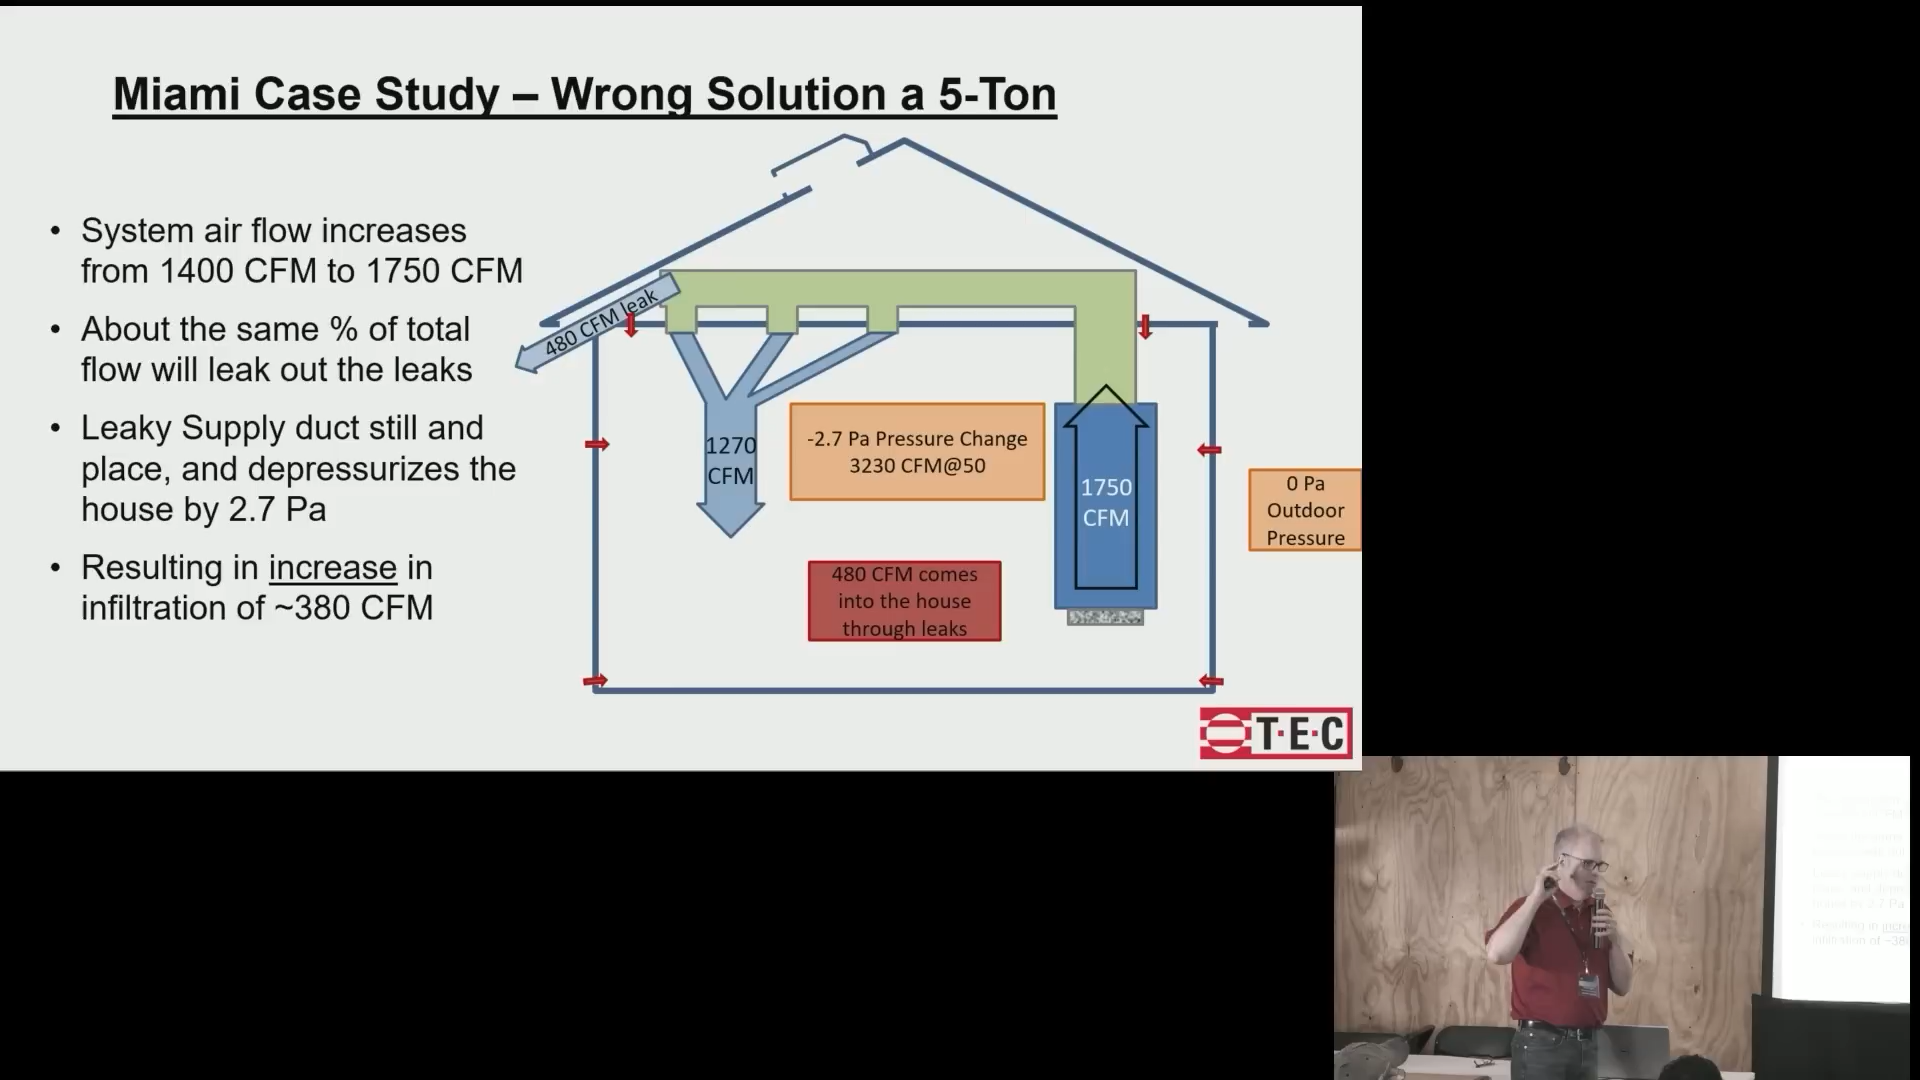 Miami Case Study – Wrong Solution a 5-Ton
• System air flow increases
from 1400 CFM to 1750 CFM
• About the same % of total
flow will leak out the leaks
• Leaky Supply duct still and
place, and depressurizes the
house by 2.7 Pa
• Resulting in increase in
infiltration of ~380 CFM
480 CFM leak
1270
CFM
-2.7 Pa Pressure Change
3230 CFM@50
1750
CFM
0 Pa
Outdoor
Pressure
480 CFM comes
into the house
through leaks
T·E·C